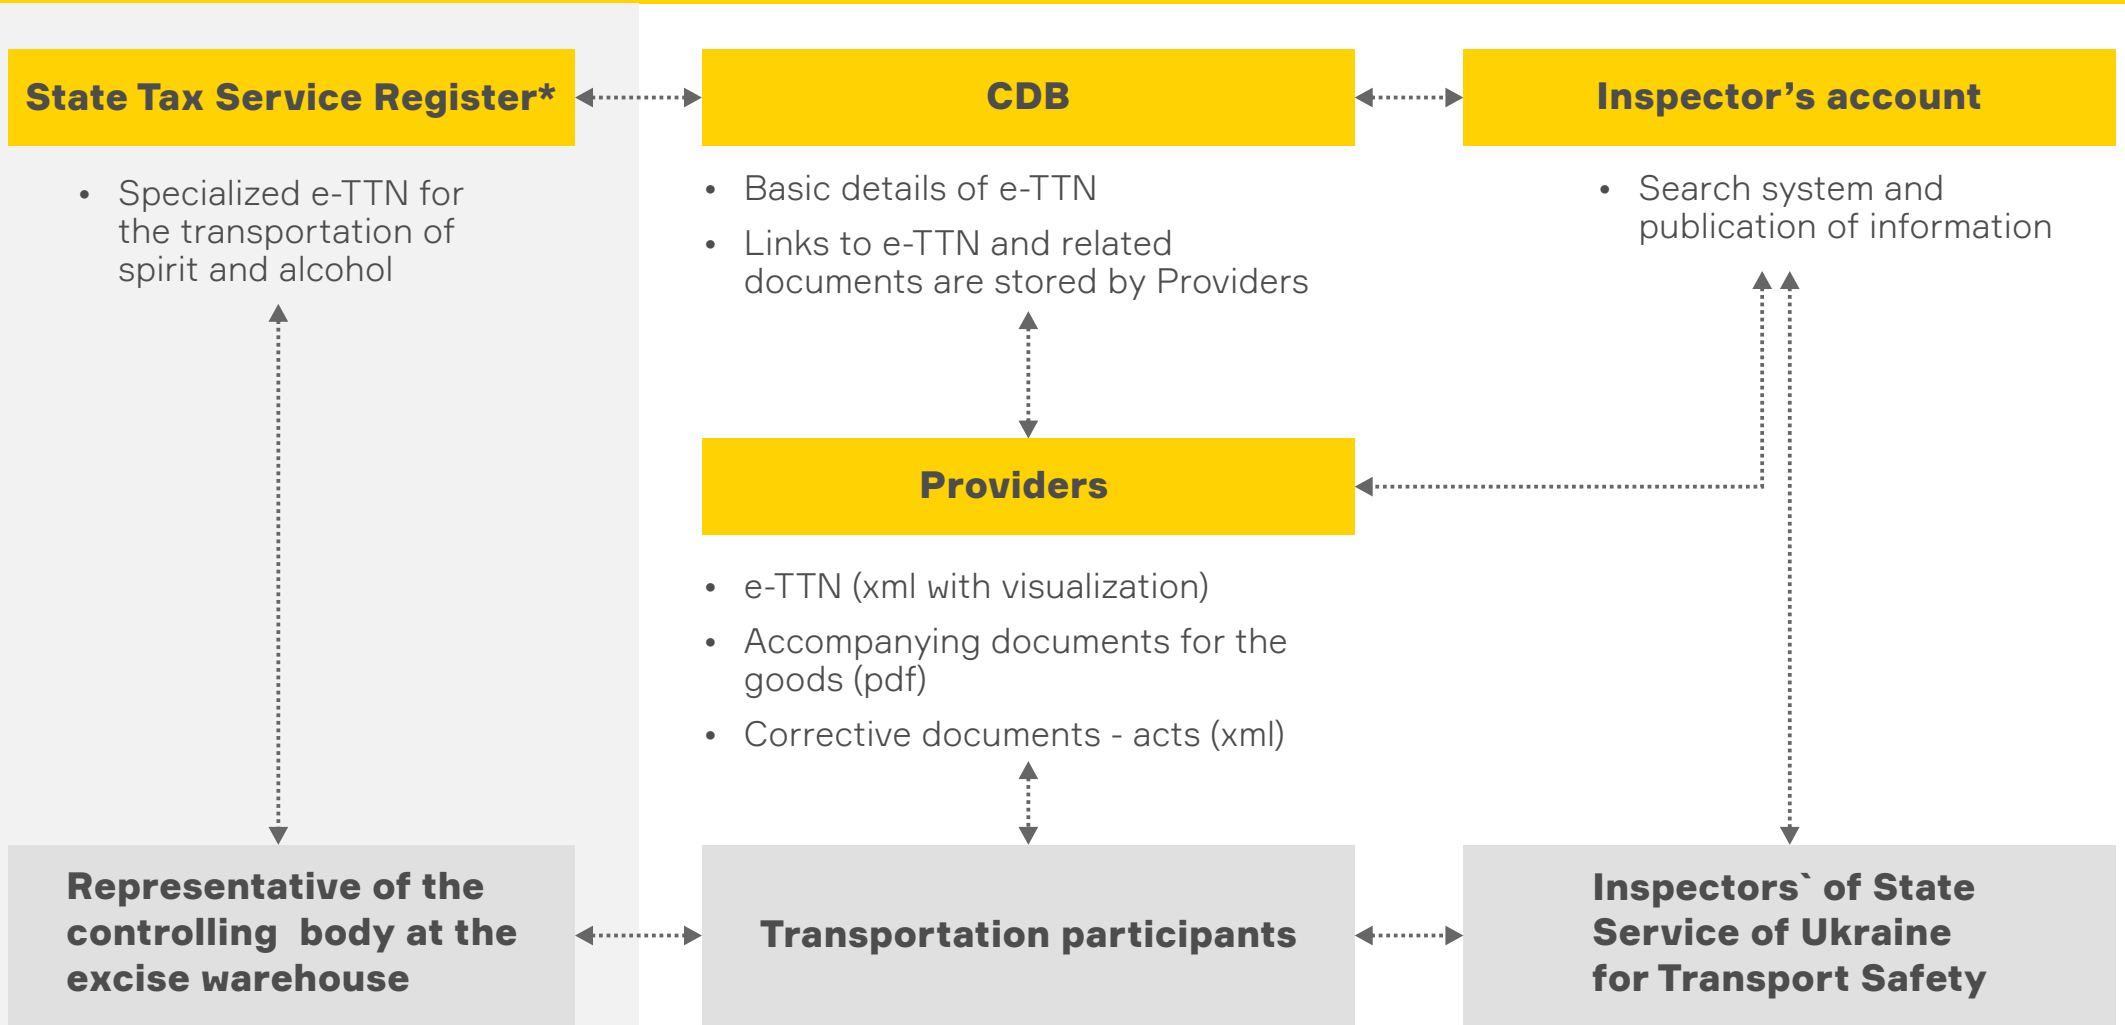 State Tax Service Register*
CDB
Inspector’s account
• Specialized e-TTN for
the transportation of
spirit and alcohol
• Basic details of e-TTN
• Links to e-TTN and related
documents are stored by Providers
• Search system and
publication of information
Providers
• e-TTN (xml with visualization)
• Accompanying documents for the
goods (pdf)
• Corrective documents - acts (xml)
Representative of the
controlling  body at the
excise warehouse
Transportation participants
Inspectors` of State
Service of Ukraine
for Transport Safety